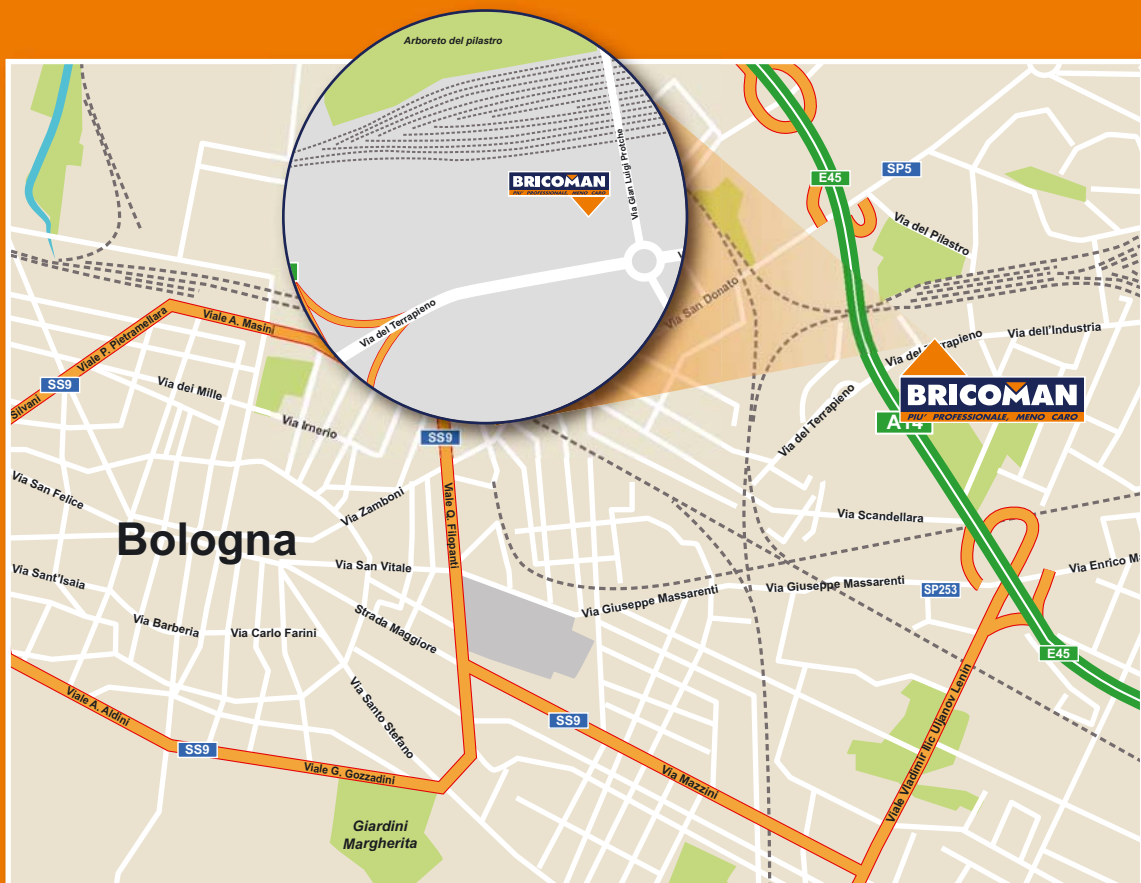 Arboreto del pilastro
Via Gian Luigi Protche
BRICOMAN
PIU' PROFESSIONALE, MENO CARO
Via del Terrapieno
E45
SP5
Via del Pilastro
Via San Donato
Via dell'Industria
Via del Terrapieno
BRICOMAN
PIU' PROFESSIONALE, MENO CARO
A14
Via del Terrapieno
Viale P. Pietramellara
Viale A. Masini
SS9
Silvani
Via dei Mille
Via Irnerio
SS9
Via San Felice
Via Zamboni
Viale Q. Filopanti
Bologna
Via Scandellara
Via San Vitale
Via Sant'Isaia
Via Giuseppe Massarenti
Via Giuseppe Massarenti
SP253
Via Enrico
Strada Maggiore
Via Barberia
Via Carlo Farini
E45
Via Santo Stefano
Viale A. Aldini
SS9
SS9
Viale G. Gozzadini
Via Mazzini
Viale Vladimir Ilic Uljanov Lenin
Giardini
Margherita